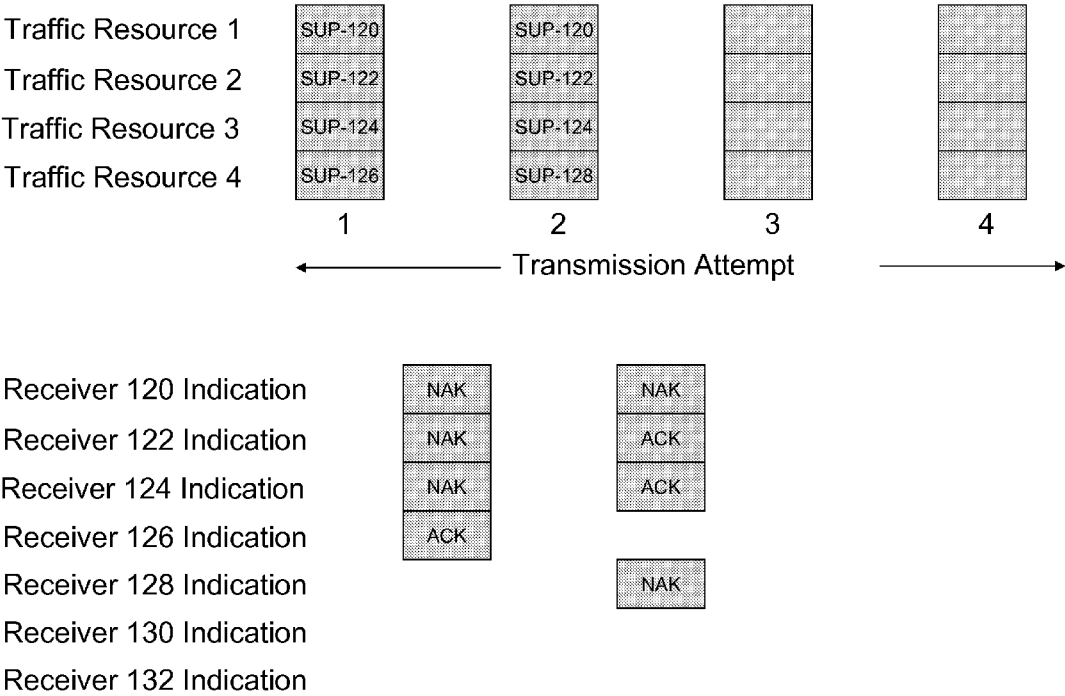 Traffic Resource 1 SUP-120 SUP-120
Traffic Resource 2 SUP-122 SUP-122
Traffic Resource 3 SUP-124 SUP-124
Traffic Resource 4 SUP-126 SUP-128
1 2 3 4
Transmission Attempt
Receiver 120 Indication NAK NAK
Receiver 122 Indication NAK ACK
Receiver 124 Indication NAK ACK
Receiver 126 Indication ACK
Receiver 128 Indication NAK
Receiver 130 Indication
Receiver 132 Indication